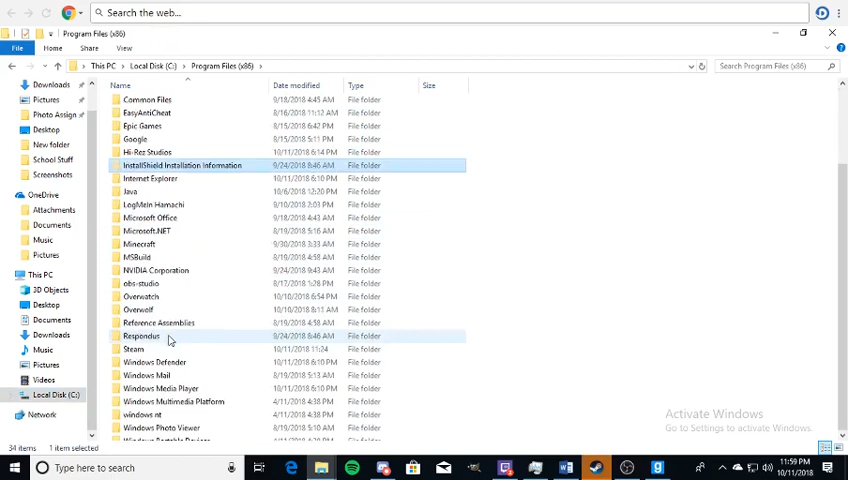 Search the web...
Program Files (x86)
File Home Share View
This PC Local Disk (C:) Program Files (x86)
Search Program Files (x86)
Name Date modified Type Size
Downloads
Pictures
Photo Assign
Desktop
New folder
School Stuff
Screenshots
OneDrive
Attachments
Documents
Music
Pictures
This PC
3D Objects
Desktop
Documents
Downloads
Music
Pictures
Videos
Local Disk (C:)
Network
Common Files 9/18/2018 4:45 AM File folder
EasyAntiCheat 8/16/2018 11:12 AM File folder
Epic Games 8/15/2018 6:42 PM File folder
Google 8/15/2018 5:11 PM File folder
Hi-Rez Studios 10/11/2018 6:14 PM File folder
InstallShield Installation Information 9/24/2018 8:46 AM File folder
Internet Explorer 10/11/2018 6:10 PM File folder
Java 10/6/2018 12:20 PM File folder
LogMeIn Hamachi 9/10/2018 2:03 PM File folder
Microsoft Office 9/18/2018 4:43 AM File folder
Microsoft.NET 8/19/2018 5:16 AM File folder
Minecraft 9/30/2018 3:33 AM File folder
MSBuild 8/19/2018 4:58 AM File folder
NVIDIA Corporation 9/24/2018 9:43 AM File folder
obs-studio 8/17/2018 1:28 PM File folder
Overwatch 10/10/2018 6:54 PM File folder
Overwolf 10/10/2018 8:11 AM File folder
Reference Assemblies 8/19/2018 4:58 AM File folder
Respondus 9/24/2018 8:46 AM File folder
Steam 10/11/2018 11:24 File folder
Windows Defender 10/11/2018 6:10 PM File folder
Windows Mail 8/19/2018 5:13 AM File folder
Windows Media Player 10/11/2018 6:10 PM File folder
Windows Multimedia Platform 4/11/2018 4:38 PM File folder
windows nt 4/11/2018 4:38 PM File folder
Windows Photo Viewer 8/19/2018 5:10 AM File folder
Windows Portable Devices 4/11/2018 4:38 PM File folder
Activate Windows
Go to Settings to activate Windows.
34 items 1 item selected
Type here to search
11:59 PM
10/11/2018